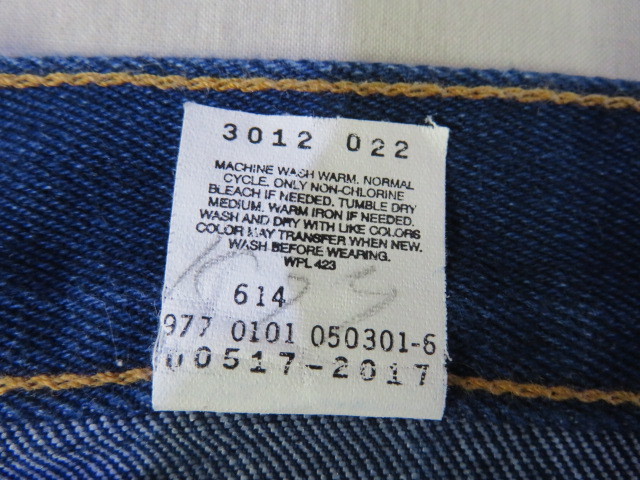 3012 022
MACHINE WASH WARM. NORMAL
CYCLE. ONLY NON-CHLORINE
BLEACH IF NEEDED. TUMBLE DRY
MEDIUM. WARM IRON IF NEEDED.
WASH AND DRY WITH LIKE COLORS
COLOR MAY TRANSFER WHEN NEW.
WASH BEFORE WEARING.
WPL 423
614
977 0101 050301-6
00517-2017